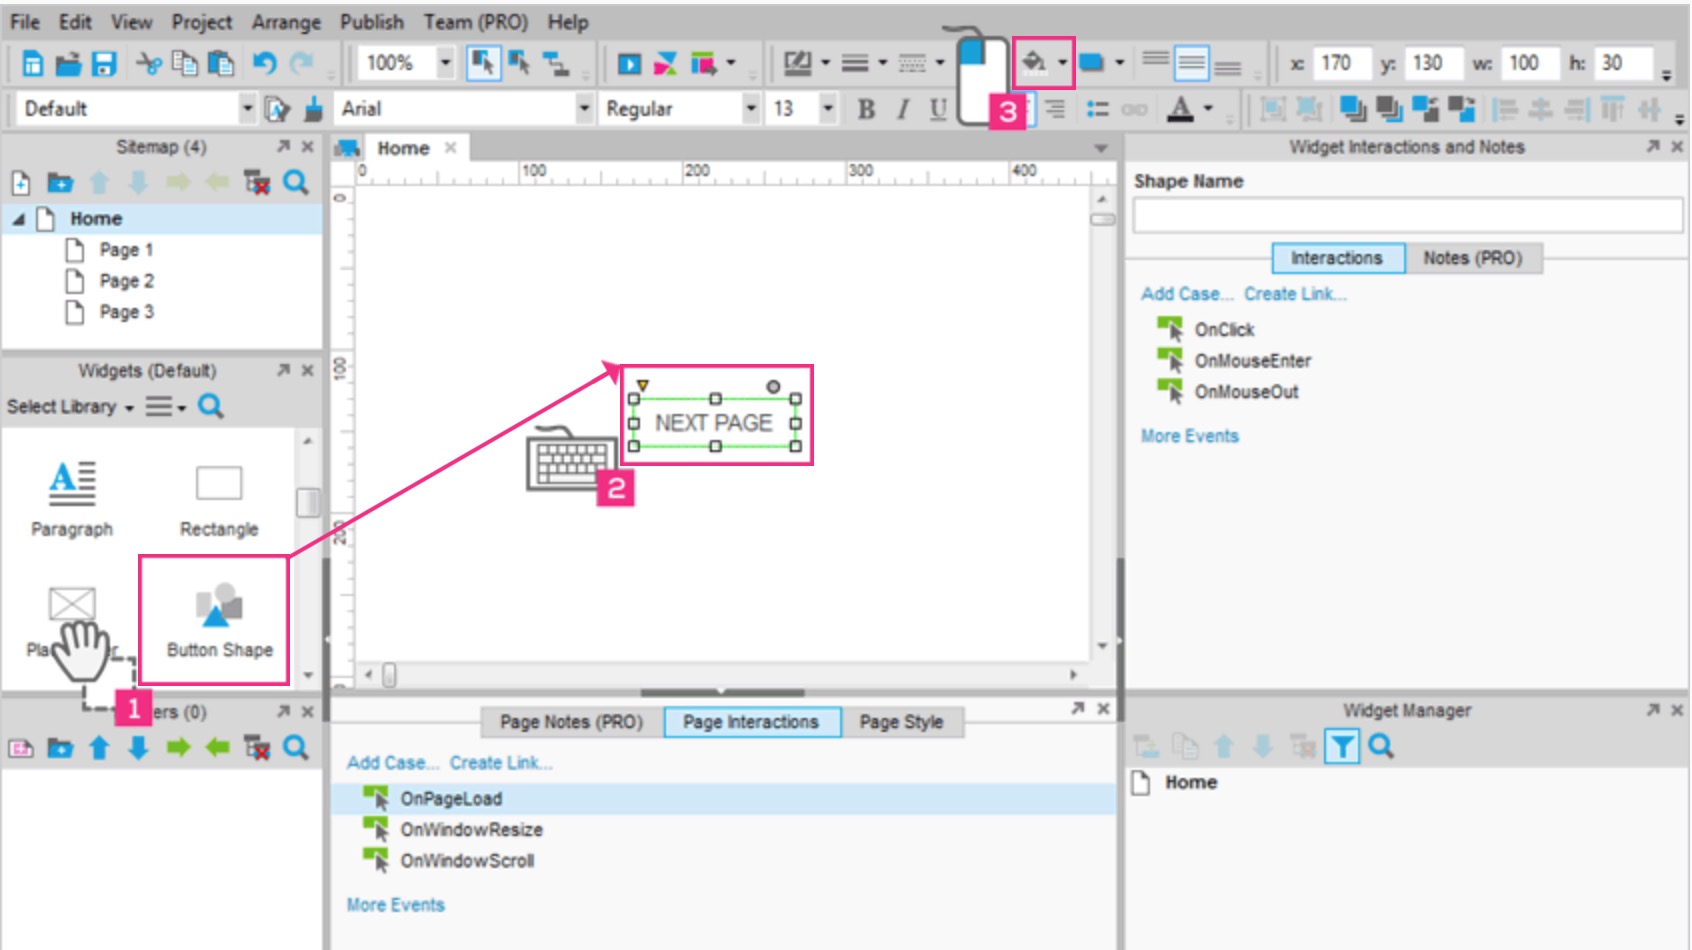 File Edit View Project Arrange Publish Team (PRO) Help
100% x: 170 y: 130 w: 100 h: 30
Default Arial Regular 13 B I U 3 A
Sitemap (4)
Home
Page 1
Page 2
Page 3
Widgets (Default)
Select Library
A
Paragraph
Rectangle
Button Shape
1
ers (0)
Home
0 100 200 300 400
0
100
200
NEXT PAGE
2
Page Notes (PRO) Page Interactions Page Style
Add Case... Create Link...
OnPageLoad
OnWindowResize
OnWindowScroll
More Events
Widget Interactions and Notes
Shape Name
Interactions Notes (PRO)
Add Case... Create Link...
OnClick
OnMouseEnter
OnMouseOut
More Events
Widget Manager
Home